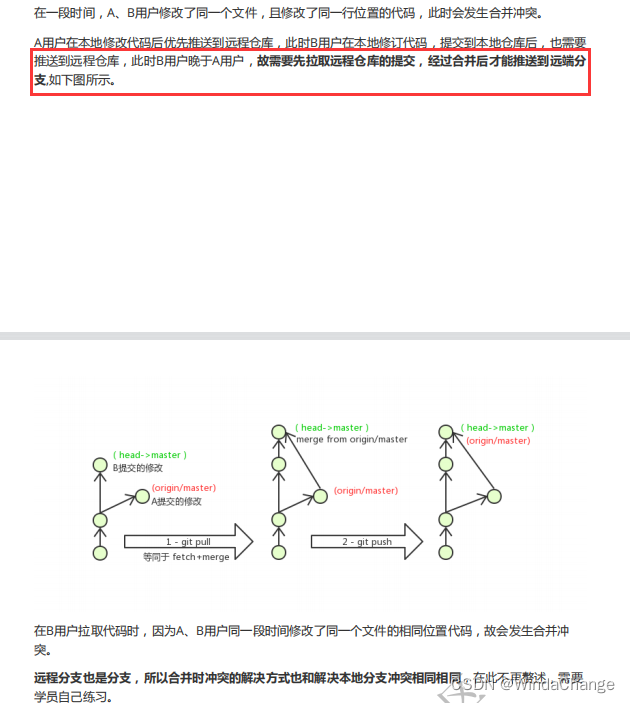 在一段时间，A、B用户修改了同一个文件，且修改了同一行位置的代码，此时会发生合并冲突。
A用户在本地修改代码后优先推送到远程仓库，此时B用户在本地修订代码，提交到本地仓库后，也需要
推送到远程仓库，此时B用户晚于A用户，故需要先拉取远程仓库的提交，经过合并后才能推送到远端分
支,如下图所示。
(head->master)
B提交的修改
(origin/master)
A提交的修改
1 - git pull
等同于 fetch+merge
(head->master)
merge from origin/master
(origin/master)
2 - git push
(head->master)
(origin/master)
在B用户拉取代码时，因为A、B用户同一段时间修改了同一个文件的相同位置代码，故会发生合并冲
突。
远程分支也是分支，所以合并时冲突的解决方式也和解决本地分支冲突相同相同，在此不再赘述，需要
学员自己练习。
CSDN @WindaChange